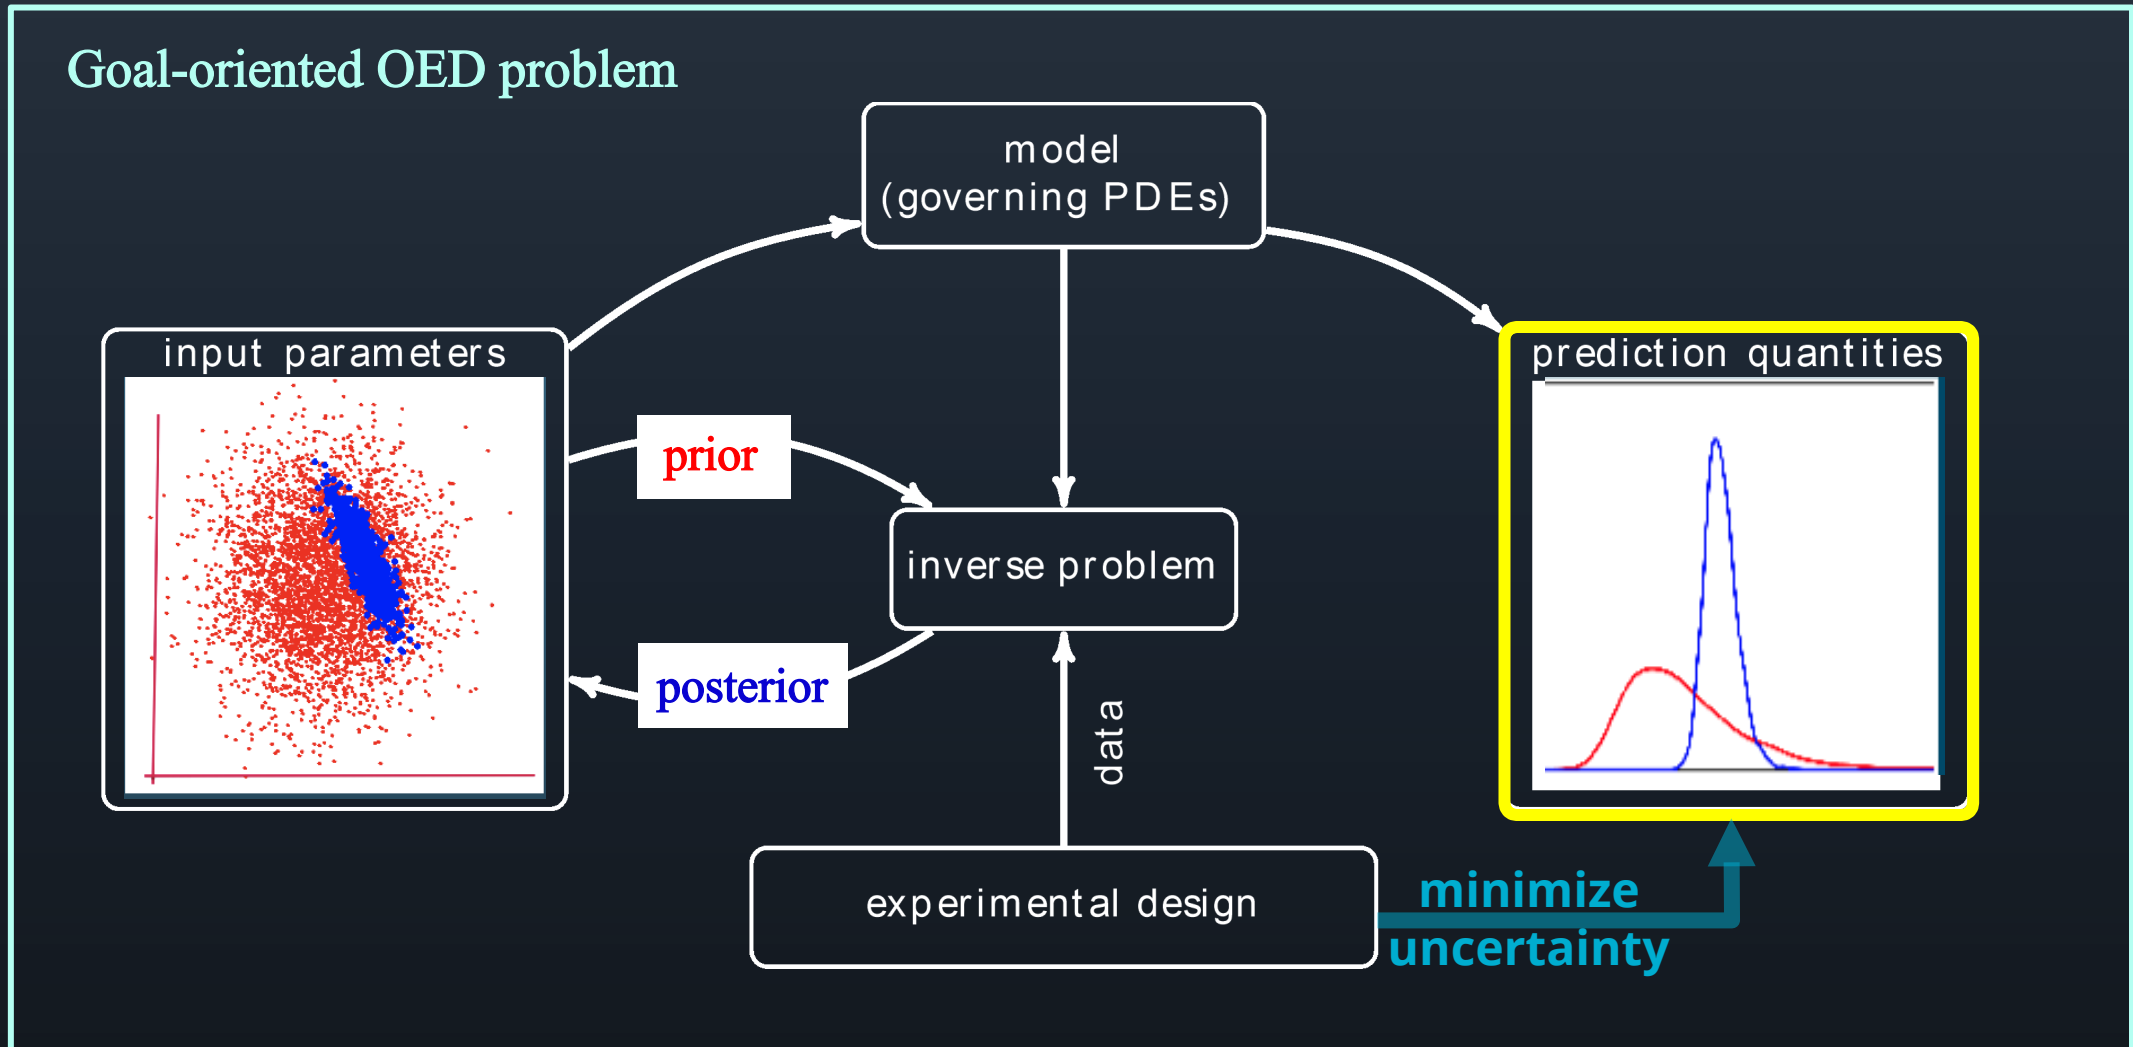 Goal-oriented OED problem
model
(governing PDEs)
input parameters
prediction quantities
prior
inverse problem
posterior
data
experimental design
minimize
uncertainty